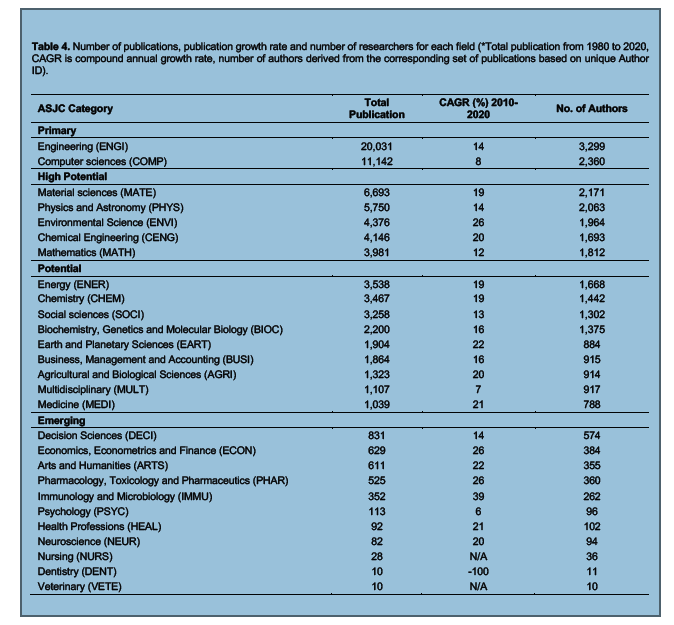 Table 4. Number of publications, publication growth rate and number of researchers for each field (*Total publication from 1980 to 2020,
CAGR is compound annual growth rate, number of authors derived from the corresponding set of publications based on unique Author
ID).
ASJC Category Total Publication CAGR (%) 2010-2020 No. of Authors
Primary
Engineering (ENGI) 20,031 14 3,299
Computer sciences (COMP) 11,142 8 2,360
High Potential
Material sciences (MATE) 6,693 19 2,171
Physics and Astronomy (PHYS) 5,750 14 2,063
Environmental Science (ENVI) 4,376 26 1,964
Chemical Engineering (CENG) 4,146 20 1,693
Mathematics (MATH) 3,981 12 1,812
Potential
Energy (ENER) 3,538 19 1,668
Chemistry (CHEM) 3,467 19 1,442
Social sciences (SOCI) 3,258 13 1,302
Biochemistry, Genetics and Molecular Biology (BIOC) 2,200 16 1,375
Earth and Planetary Sciences (EART) 1,904 22 884
Business, Management and Accounting (BUSI) 1,864 16 915
Agricultural and Biological Sciences (AGRI) 1,323 20 914
Multidisciplinary (MULT) 1,107 7 917
Medicine (MEDI) 1,039 21 788
Emerging
Decision Sciences (DECI) 831 14 574
Economics, Econometrics and Finance (ECON) 629 26 384
Arts and Humanities (ARTS) 611 22 355
Pharmacology, Toxicology and Pharmaceutics (PHAR) 525 26 360
Immunology and Microbiology (IMMU) 352 39 262
Psychology (PSYC) 113 6 96
Health Professions (HEAL) 92 21 102
Neuroscience (NEUR) 82 20 94
Nursing (NURS) 28 N/A 36
Dentistry (DENT) 10 -100 11
Veterinary (VETE) 10 N/A 10